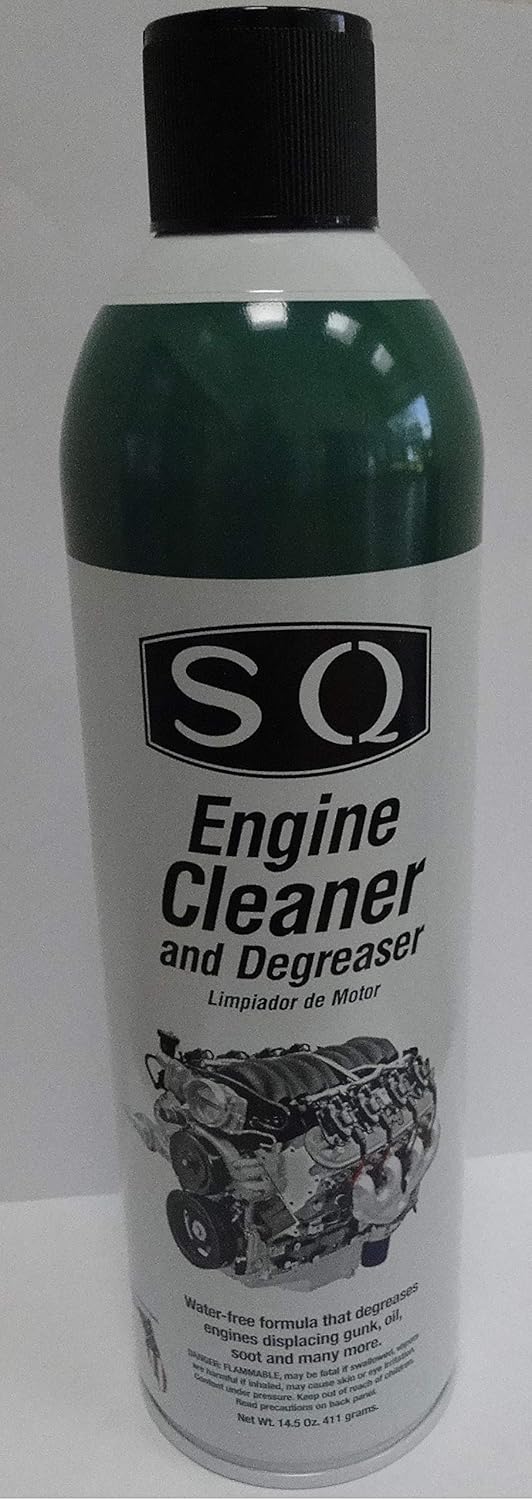 SQ
Engine
Cleaner
and Degreaser
Limpiador de Motor
Water-free formula that degreases
engines displacing gunk, oil,
soot and many more.
DANGER: FLAMMABLE, may be fatal if swallowed, vapors
are harmful if inhaled, may cause skin or eye irritation.
Content under pressure. Keep out of reach of children.
Read precautions on back panel.
Net Wt. 14.5 Oz. 411 grams.